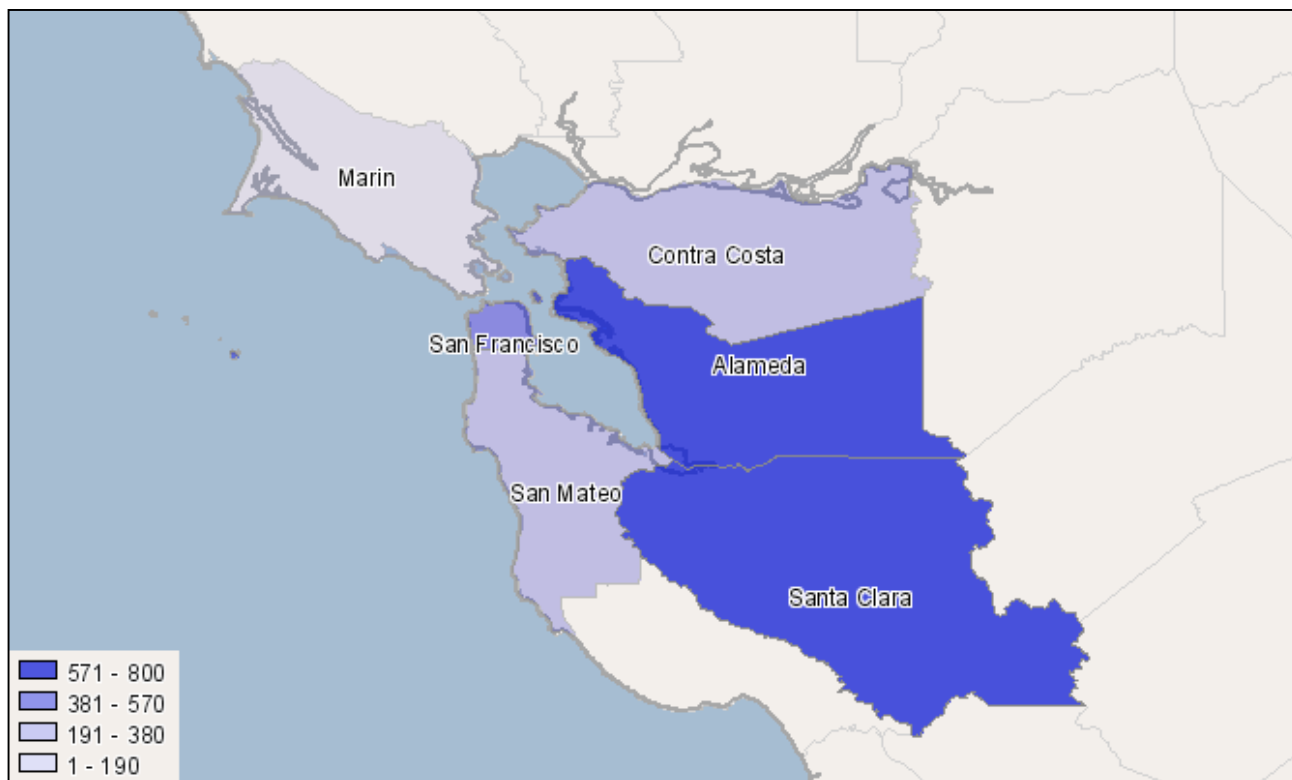 Marin
Contra Costa
San Francisco
Alameda
San Mateo
Santa Clara
571 - 800
381 - 570
191 - 380
1 - 190